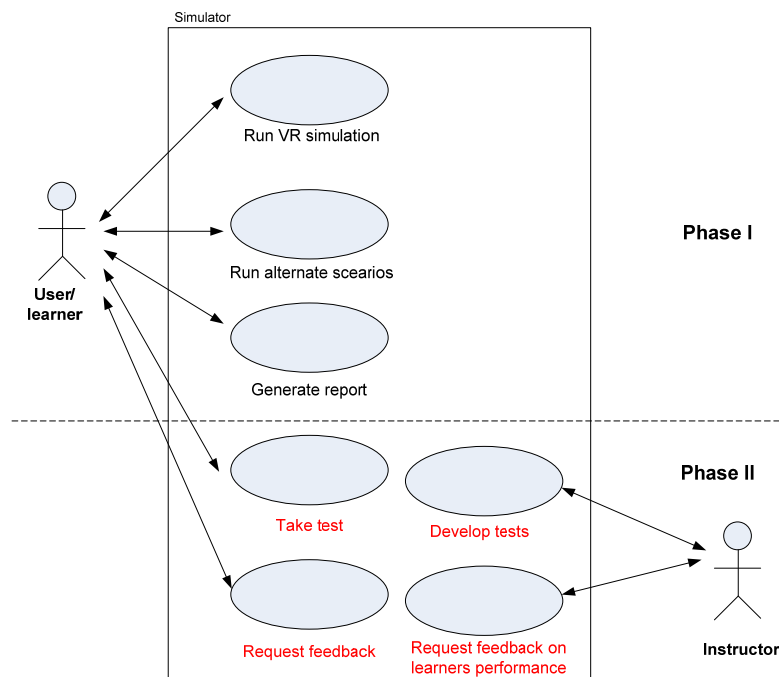 Simulator
Run VR simulation
Run alternate scearios
Phase I
User/
learner
Generate report
Phase II
Take test
Develop tests
Request feedback
Request feedback on
learners performance
Instructor